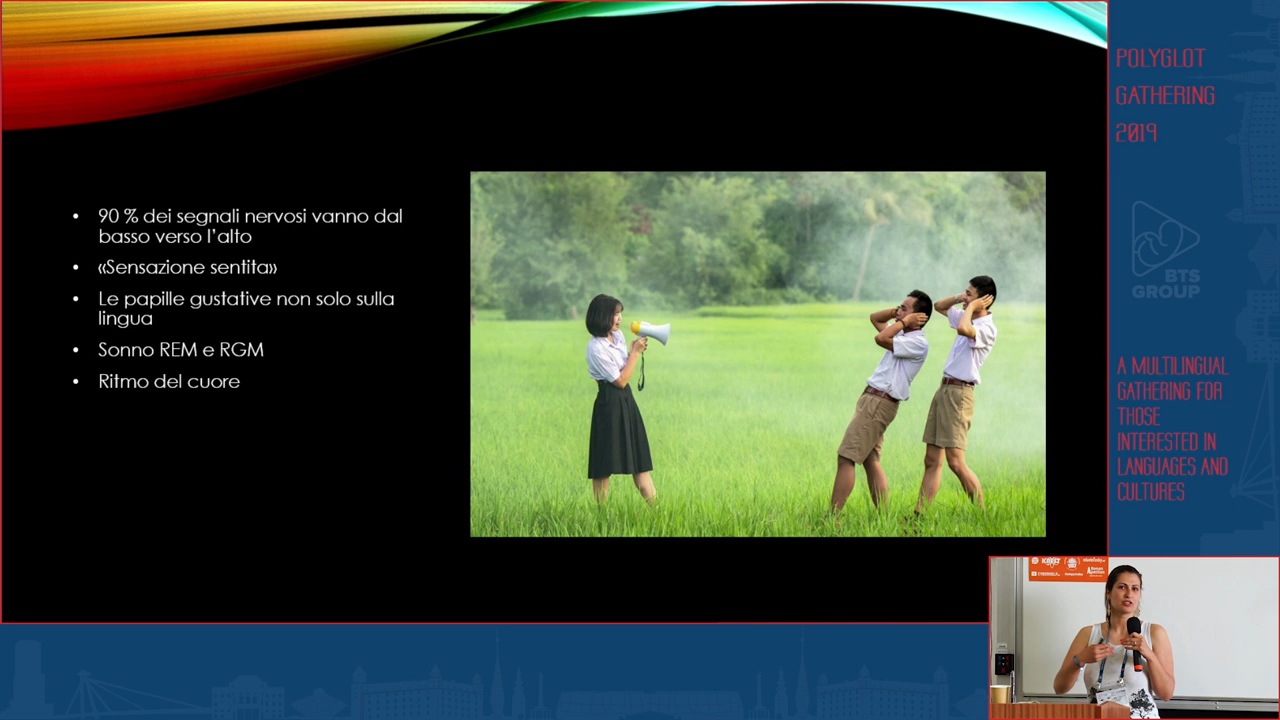 90 % dei segnali nervosi vanno dal
basso verso l’alto
«Sensazione sentita»
Le papille gustative non solo sulla
lingua
Sonno REM e RGM
Ritmo del cuore
POLYGLOT
GATHERING
2019
BTS
GROUP
A MULTILINGUAL
GATHERING FOR
THOSE
INTERESTED IN
LANGUAGES AND
CULTURES